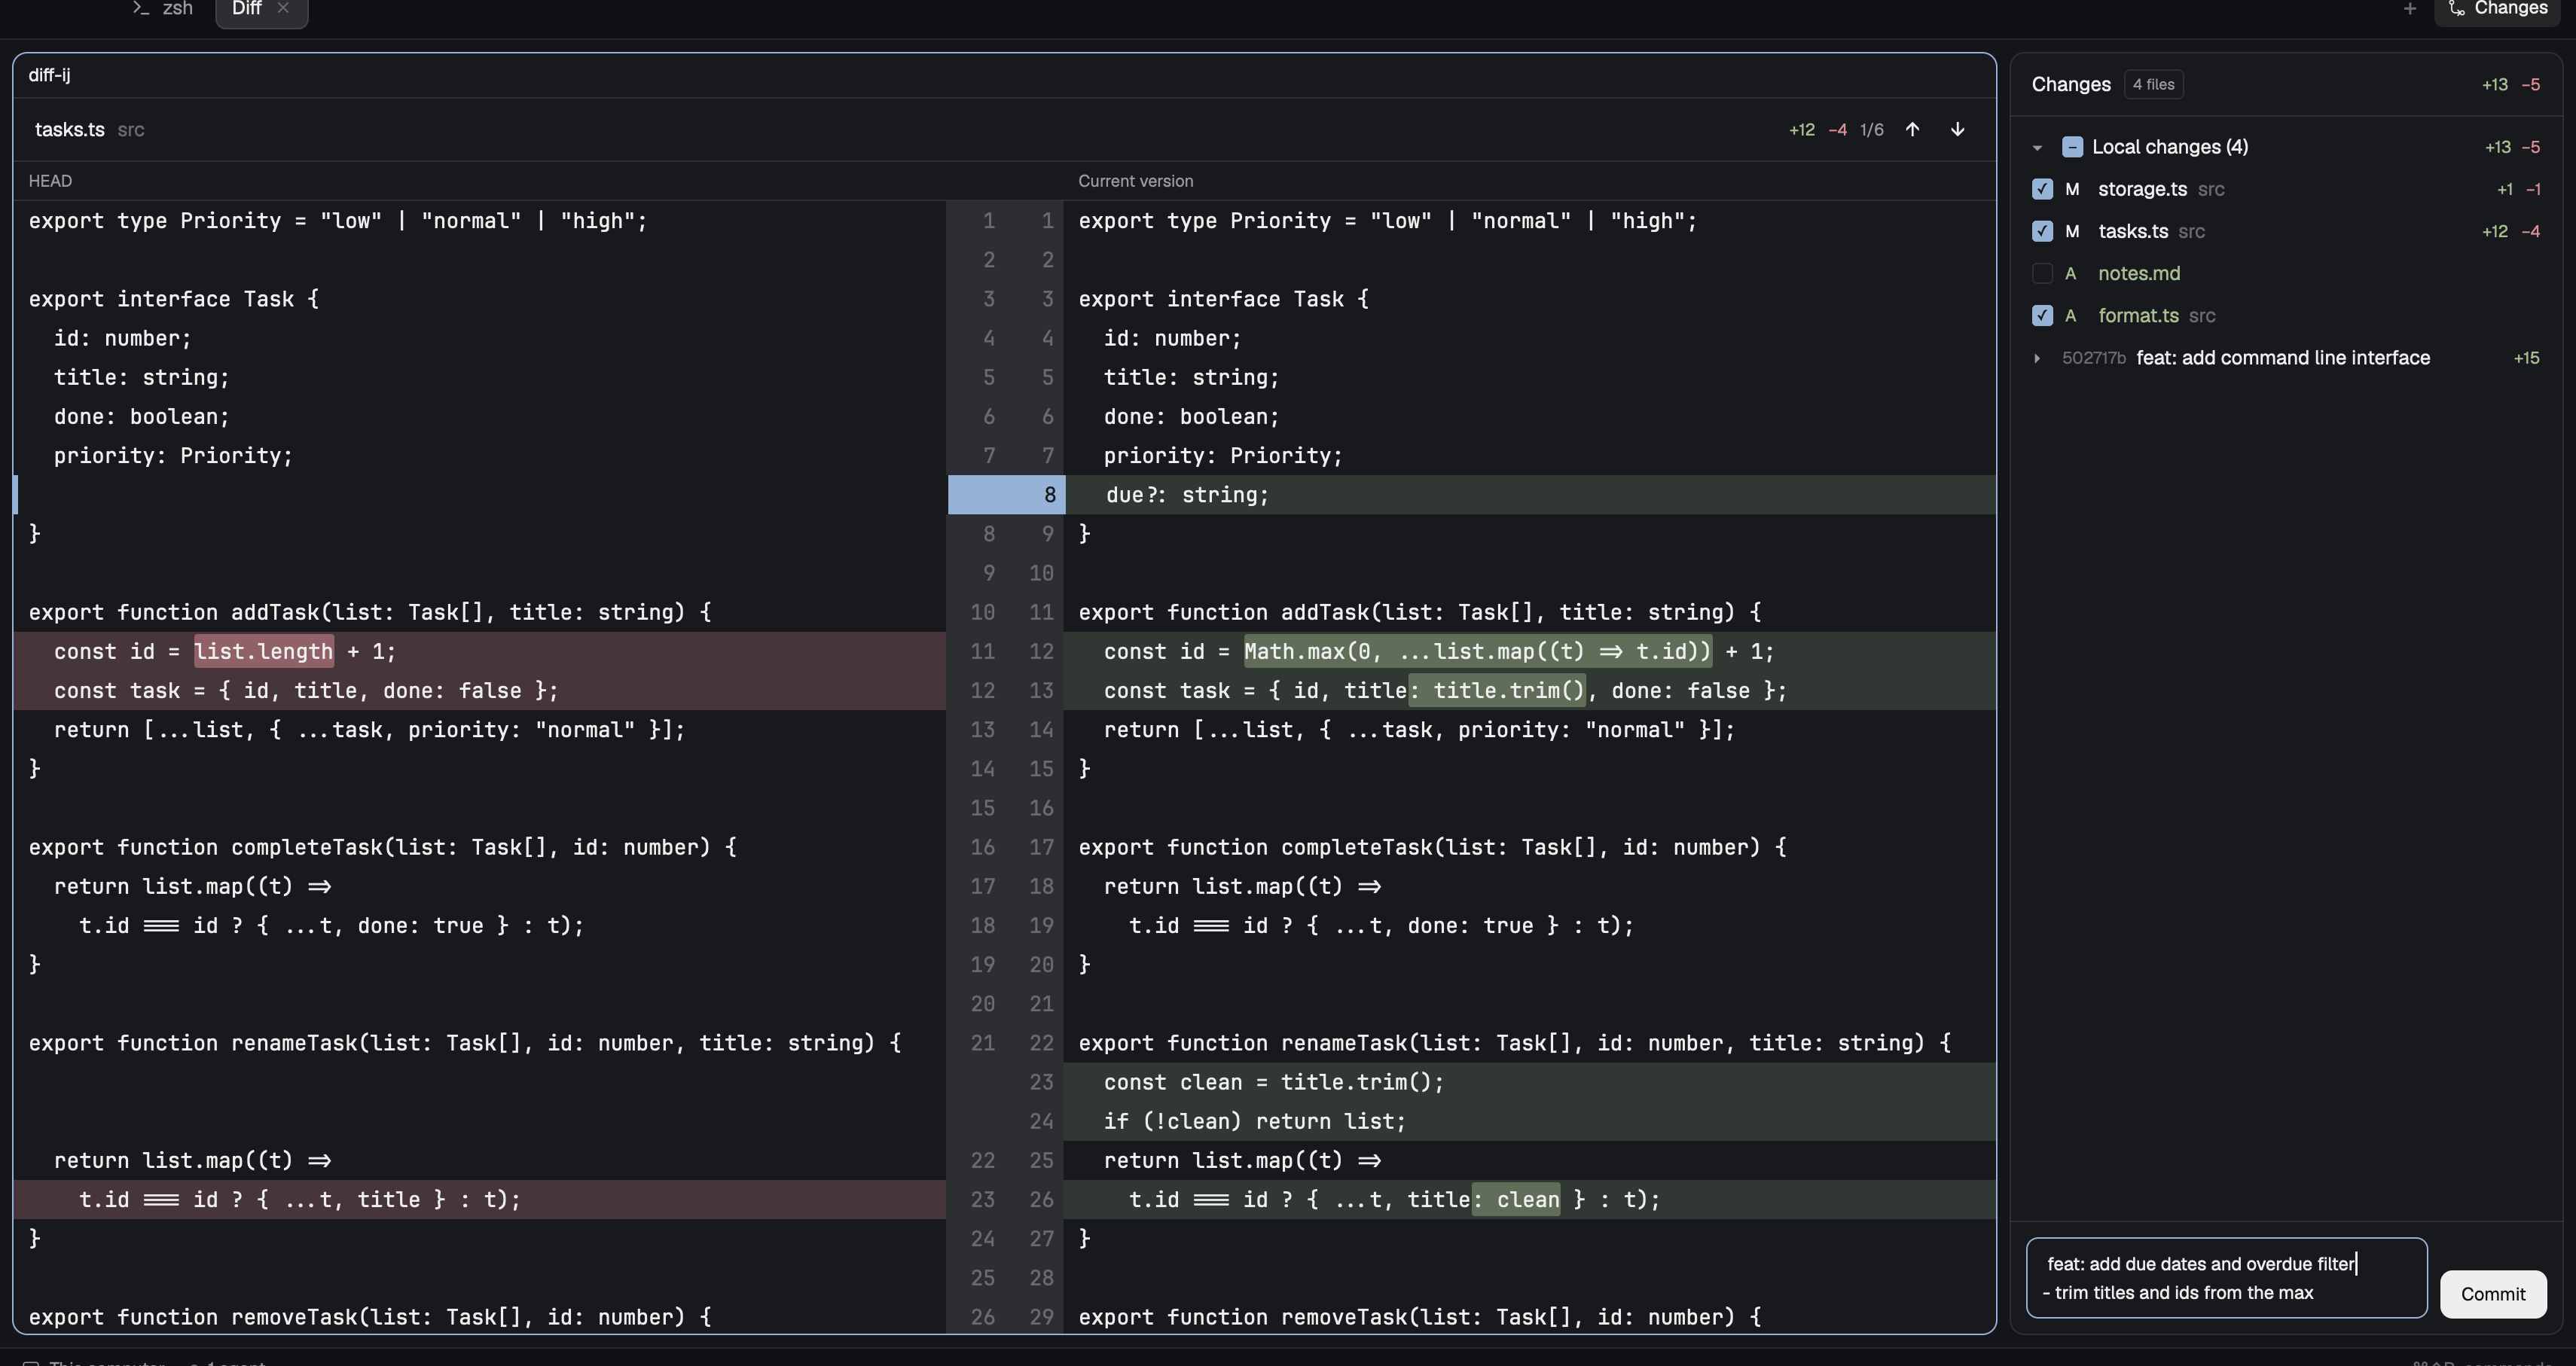 zsh
Diff
+ Changes
diff-ij
tasks.ts src +12 −4 1/6
HEAD
Current version
export type Priority = "low" | "normal" | "high";

export interface Task {
  id: number;
  title: string;
  done: boolean;
  priority: Priority;

}

export function addTask(list: Task[], title: string) {
  const id = list.length + 1;
  const task = { id, title, done: false };
  return [...list, { ...task, priority: "normal" }];
}

export function completeTask(list: Task[], id: number) {
  return list.map((t) =>
    t.id === id ? { ...t, done: true } : t);
}

export function renameTask(list: Task[], id: number, title: string) {
  return list.map((t) =>
    t.id === id ? { ...t, title } : t);
}

export function removeTask(list: Task[], id: number) {
1 1
2 2
3 3
4 4
5 5
6 6
7 7
8
8 9
9 10
10 11
11 12
12 13
13 14
14 15
15 16
16 17
17 18
18 19
19 20
20 21
21 22
23
24
22 25
23 26
24 27
25 28
26 29
export type Priority = "low" | "normal" | "high";

export interface Task {
  id: number;
  title: string;
  done: boolean;
  priority: Priority;
  due?: string;
}

export function addTask(list: Task[], title: string) {
  const id = Math.max(0, ...list.map((t) => t.id)) + 1;
  const task = { id, title: title.trim(), done: false };
  return [...list, { ...task, priority: "normal" }];
}

export function completeTask(list: Task[], id: number) {
  return list.map((t) =>
    t.id === id ? { ...t, done: true } : t);
}

export function renameTask(list: Task[], id: number, title: string) {
  const clean = title.trim();
  if (!clean) return list;
  return list.map((t) =>
    t.id === id ? { ...t, title: clean } : t);
}

export function removeTask(list: Task[], id: number) {
Changes 4 files +13 −5
Local changes (4) +13 −5
M storage.ts src +1 −1
M tasks.ts src +12 −4
A notes.md
A format.ts src
502717b feat: add command line interface +15
feat: add due dates and overdue filter
- trim titles and ids from the max
Commit